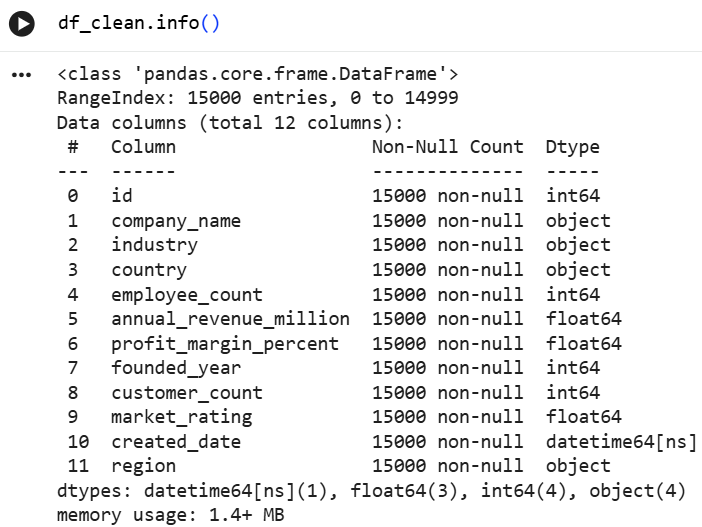 df_clean.info()
<class 'pandas.core.frame.DataFrame'>
RangeIndex: 15000 entries, 0 to 14999
Data columns (total 12 columns):
 #   Column                  Non-Null Count  Dtype
---  ------                  --------------  -----
 0   id                      15000 non-null  int64
 1   company_name            15000 non-null  object
 2   industry                15000 non-null  object
 3   country                 15000 non-null  object
 4   employee_count          15000 non-null  int64
 5   annual_revenue_million  15000 non-null  float64
 6   profit_margin_percent   15000 non-null  float64
 7   founded_year            15000 non-null  int64
 8   customer_count          15000 non-null  int64
 9   market_rating           15000 non-null  float64
 10  created_date            15000 non-null  datetime64[ns]
 11  region                  15000 non-null  object
dtypes: datetime64[ns](1), float64(3), int64(4), object(4)
memory usage: 1.4+ MB